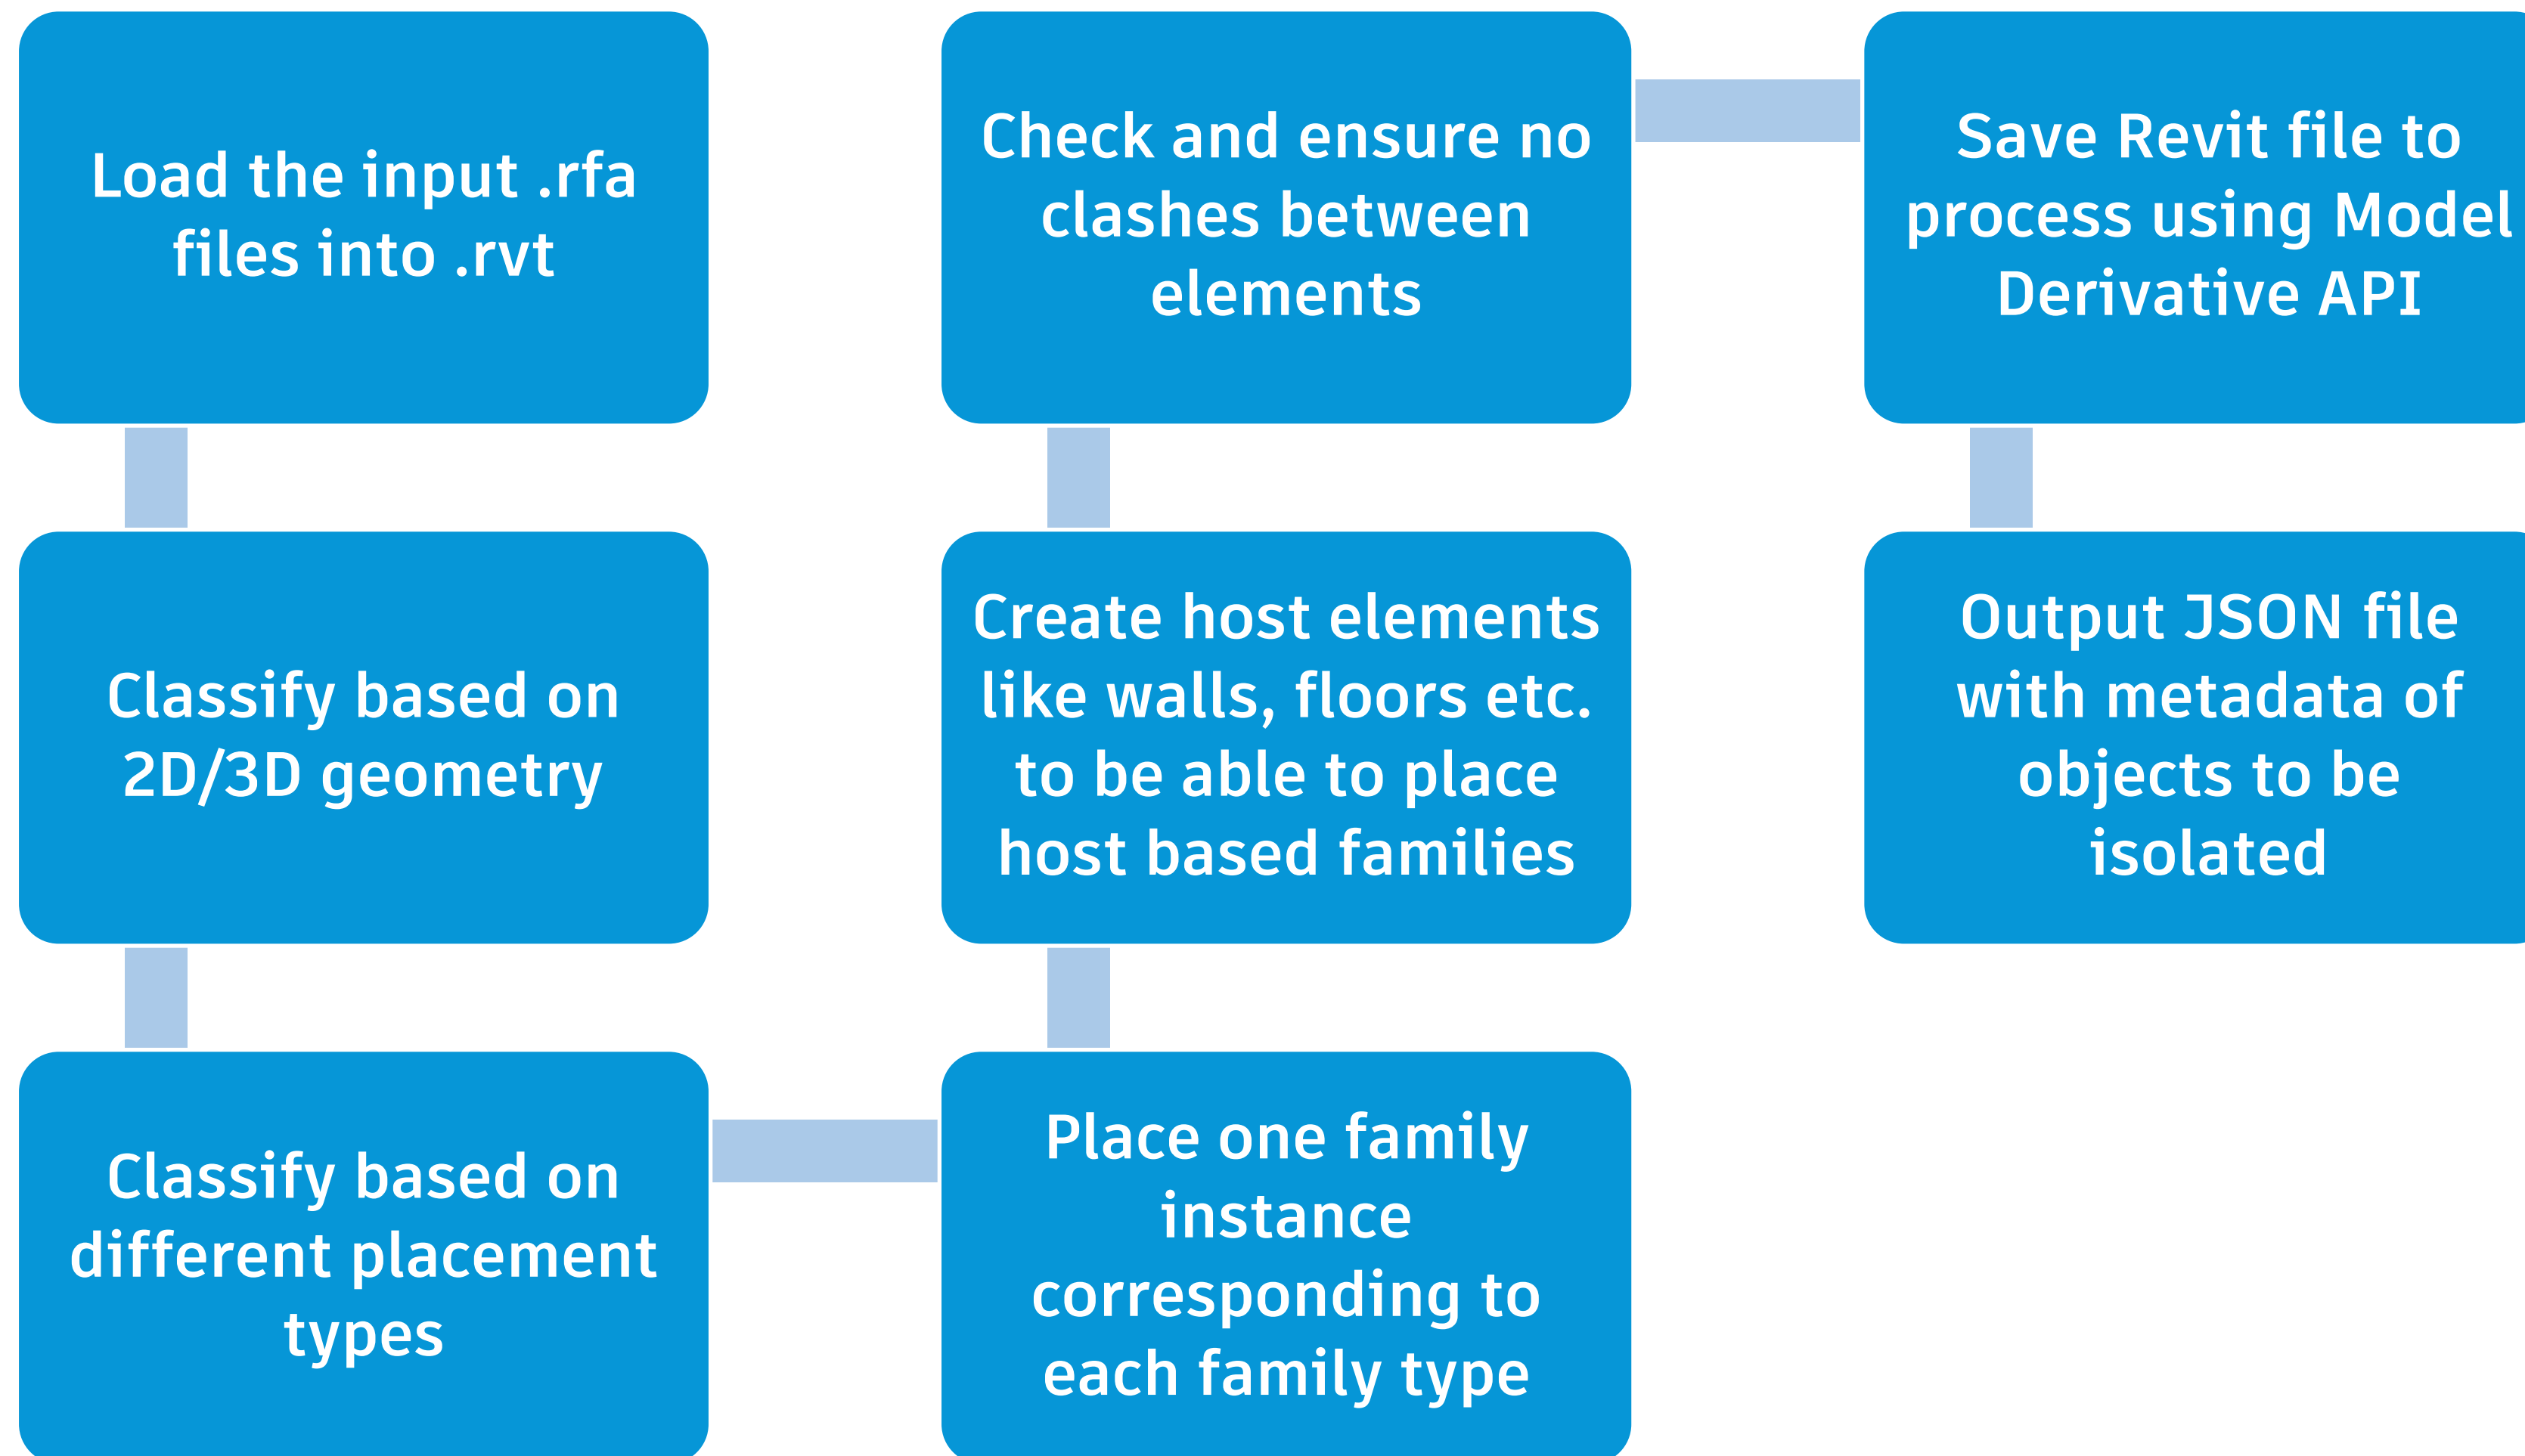 Load the input .rfa
files into .rvt
Classify based on
2D/3D geometry
Classify based on
different placement
types
Place one family
instance
corresponding to
each family type
Create host elements
like walls, floors etc.
to be able to place
host based families
Check and ensure no
clashes between
elements
Save Revit file to
process using Model
Derivative API
Output JSON file
with metadata of
objects to be
isolated